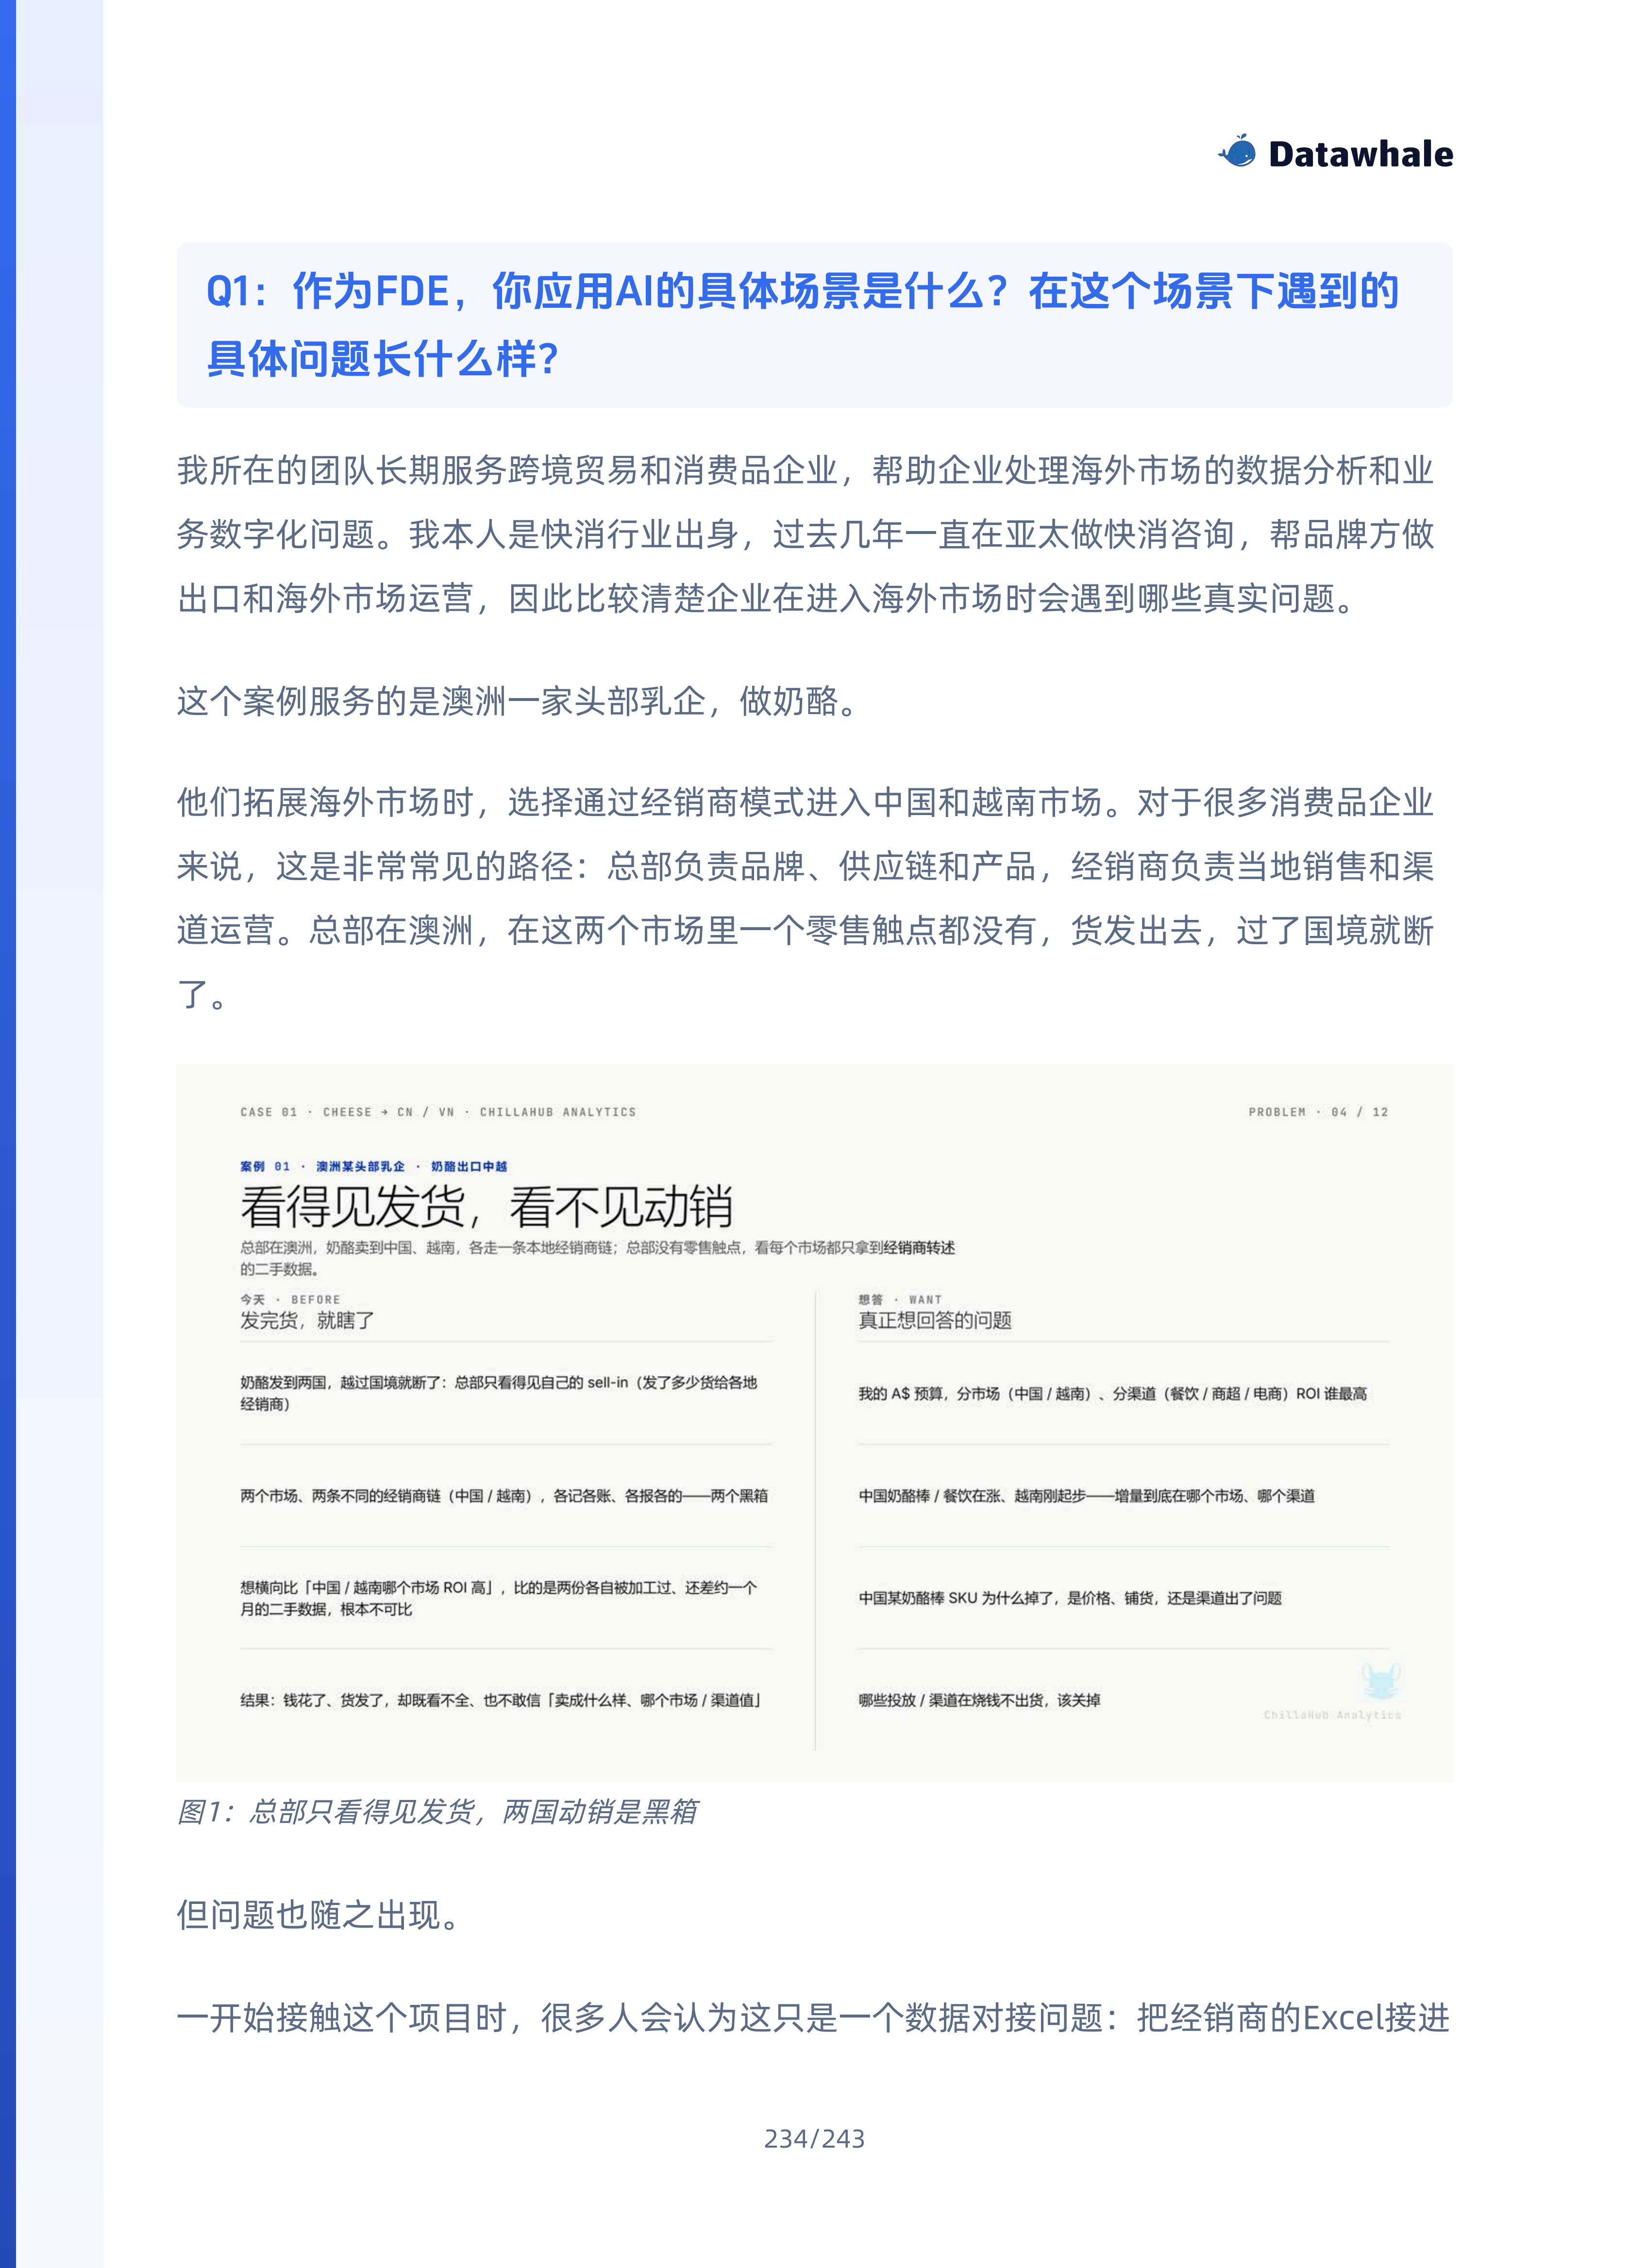 Datawhale
Q1：作为FDE，你应用AI的具体场景是什么？在这个场景下遇到的
具体问题长什么样？
我所在的团队长期服务跨境贸易和消费品企业，帮助企业处理海外市场的数据分析和业
务数字化问题。我本人是快消行业出身，过去几年一直在亚太做快消咨询，帮品牌方做
出口和海外市场运营，因此比较清楚企业在进入海外市场时会遇到哪些真实问题。
这个案例服务的是澳洲一家头部乳企，做奶酪。
他们拓展海外市场时，选择通过经销商模式进入中国和越南市场。对于很多消费品企业
来说，这是非常常见的路径：总部负责品牌、供应链和产品，经销商负责当地销售和渠
道运营。总部在澳洲，在这两个市场里一个零售触点都没有，货发出去，过了国境就断
了。
CASE 01 · CHEESE → CN / VN · CHILLAHUB ANALYTICS
PROBLEM · 04 / 12
案例 01 · 澳洲某头部乳企 · 奶酪出口中越
看得见发货，看不见动销
总部在澳洲，奶酪卖到中国、越南，各走一条本地经销商链；总部没有零售触点，看每个市场都只拿到经销商转述
的二手数据。
今天 · BEFORE
发完货，就瞎了
奶酪发到两国，越过国境就断了：总部只看得见自己的 sell-in（发了多少货给各地
经销商）
两个市场、两条不同的经销商链（中国 / 越南），各记各账、各报各的——两个黑箱
想横向比「中国 / 越南哪个市场 ROI 高」，比的是两份各自被加工过、还差约一个
月的二手数据，根本不可比
结果：钱花了、货发了，却既看不全、也不敢信「卖成什么样、哪个市场 / 渠道值」
想答 · WANT
真正想回答的问题
我的 A$ 预算，分市场（中国 / 越南）、分渠道（餐饮 / 商超 / 电商）ROI 谁最高
中国奶酪棒 / 餐饮在涨、越南刚起步——增量到底在哪个市场、哪个渠道
中国某奶酪棒 SKU 为什么掉了，是价格、铺货，还是渠道出了问题
哪些投放 / 渠道在烧钱不出货，该关掉
ChillaHub Analytics
图1：总部只看得见发货，两国动销是黑箱
但问题也随之出现。
一开始接触这个项目时，很多人会认为这只是一个数据对接问题：把经销商的Excel接进
234/243